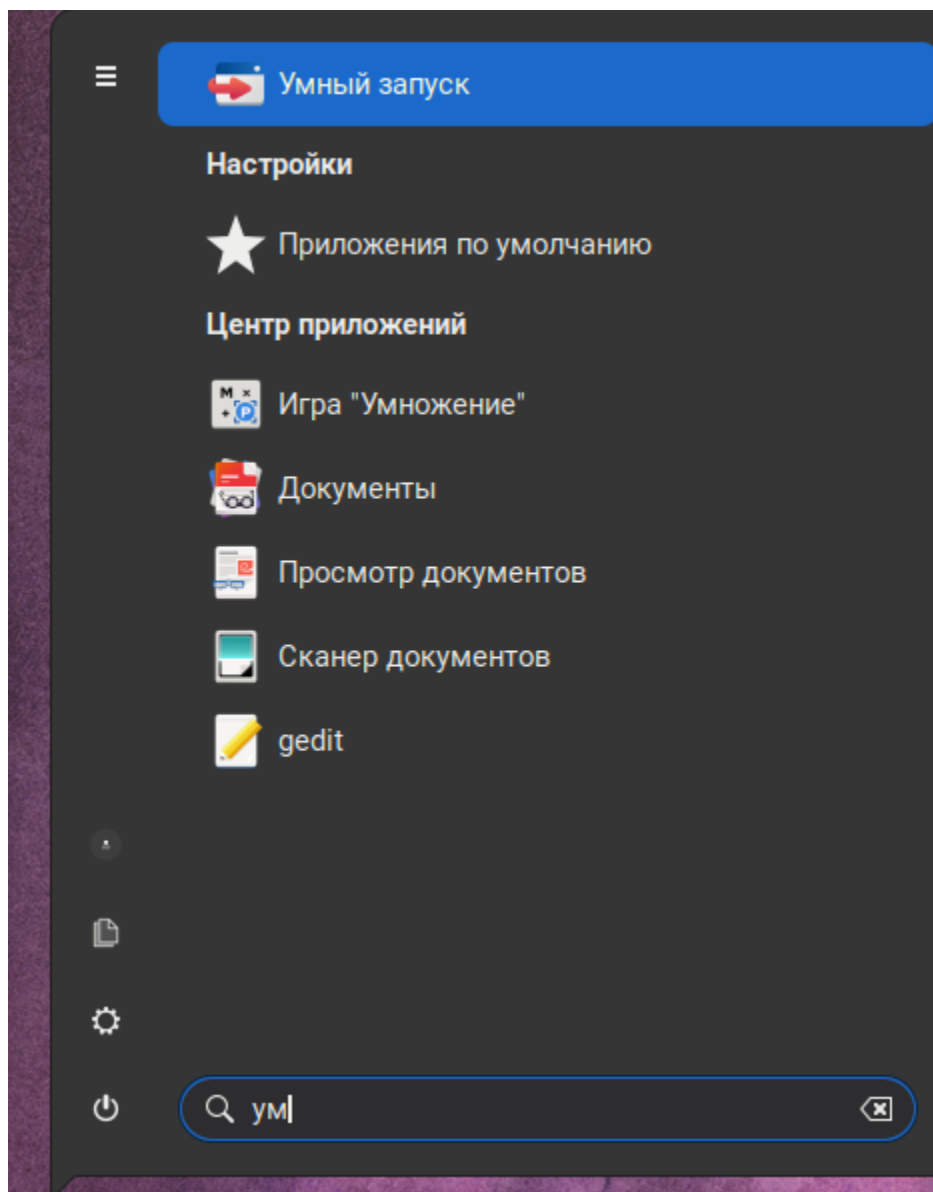 Умный запуск
Настройки
Приложения по умолчанию
Центр приложений
Игра "Умножение"
Документы
Просмотр документов
Сканер документов
gedit
ум